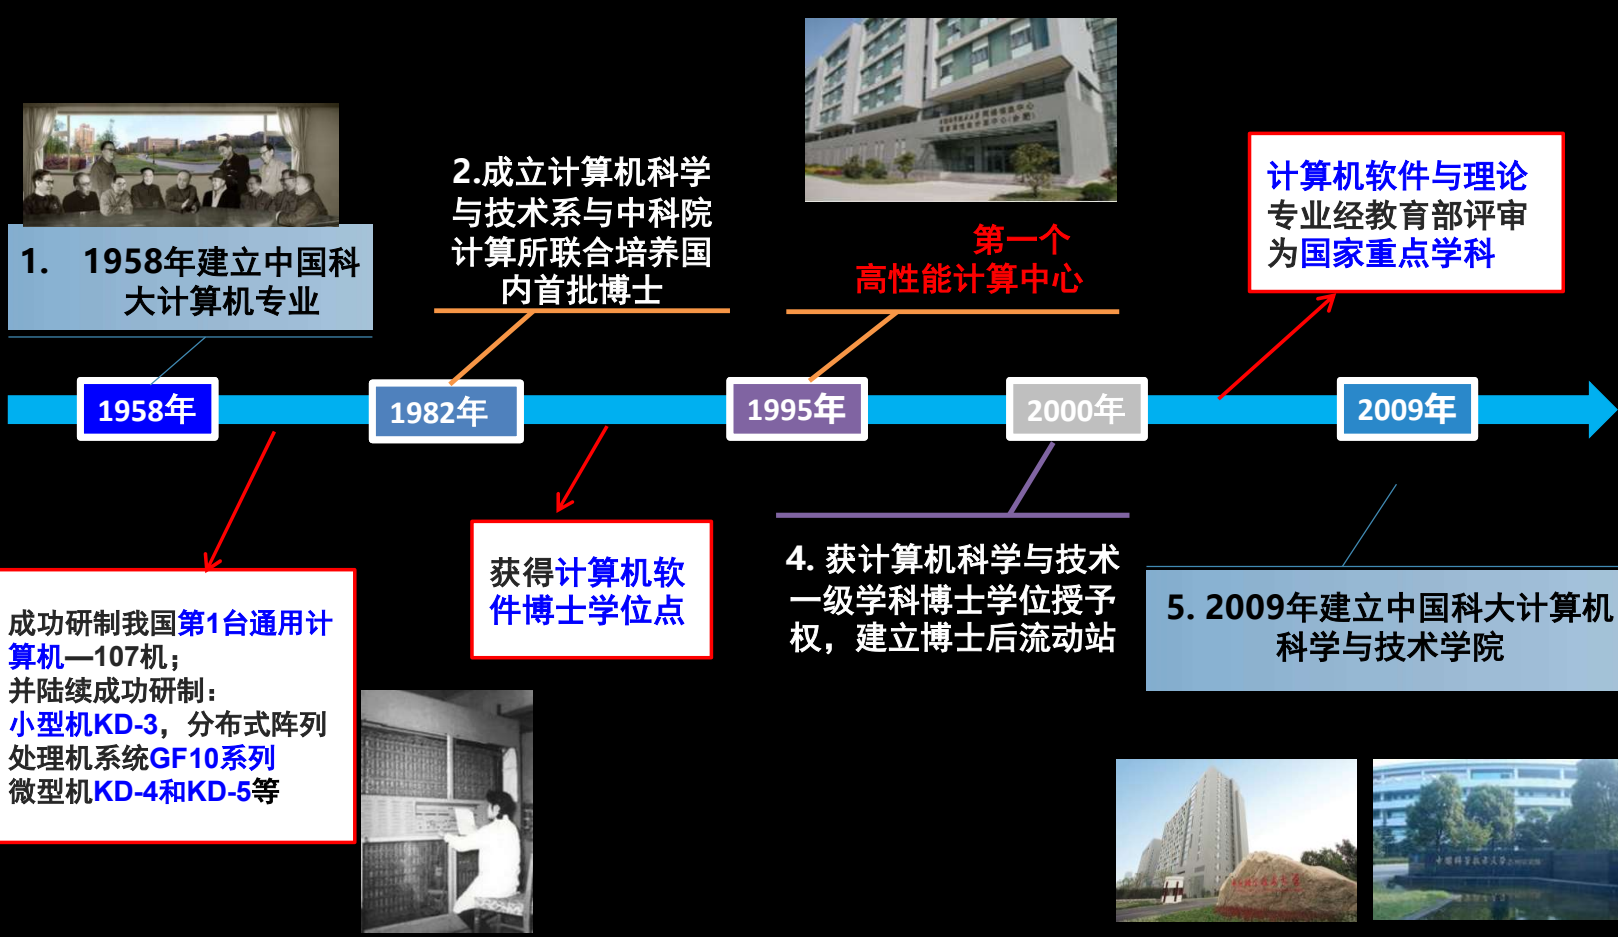 1. 1958年建立中国科
大计算机专业
2.成立计算机科学
与技术系与中科院
计算所联合培养国
内首批博士
第一个
高性能计算中心
计算机软件与理论
专业经教育部评审
为国家重点学科
1958年
1982年
1995年
2000年
2009年
成功研制我国第1台通用计
算机—107机；
并陆续成功研制：
小型机KD-3，分布式阵列
处理机系统GF10系列
微型机KD-4和KD-5等
获得计算机软
件博士学位点
4. 获计算机科学与技术
一级学科博士学位授予
权，建立博士后流动站
5. 2009年建立中国科大计算机
科学与技术学院